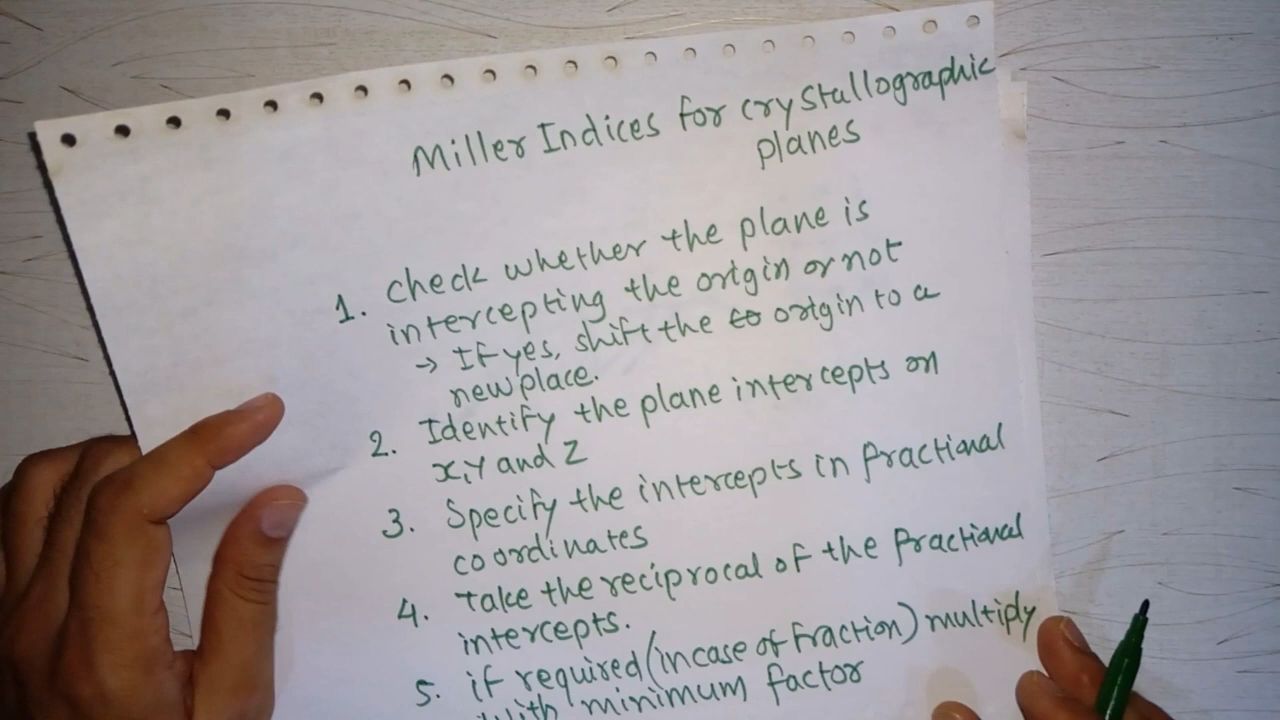 Miller Indices for crystallographic
planes
1. check whether the plane is
intercepting the origin or not
→ If yes, shift the to origin to a
new place.
2. Identify the plane intercepts on
x, y and z
3. Specify the intercepts in fractional
coordinates
4. Take the reciprocal of the fractional
intercepts.
5. if required (incase of fraction) multiply
with minimum factor